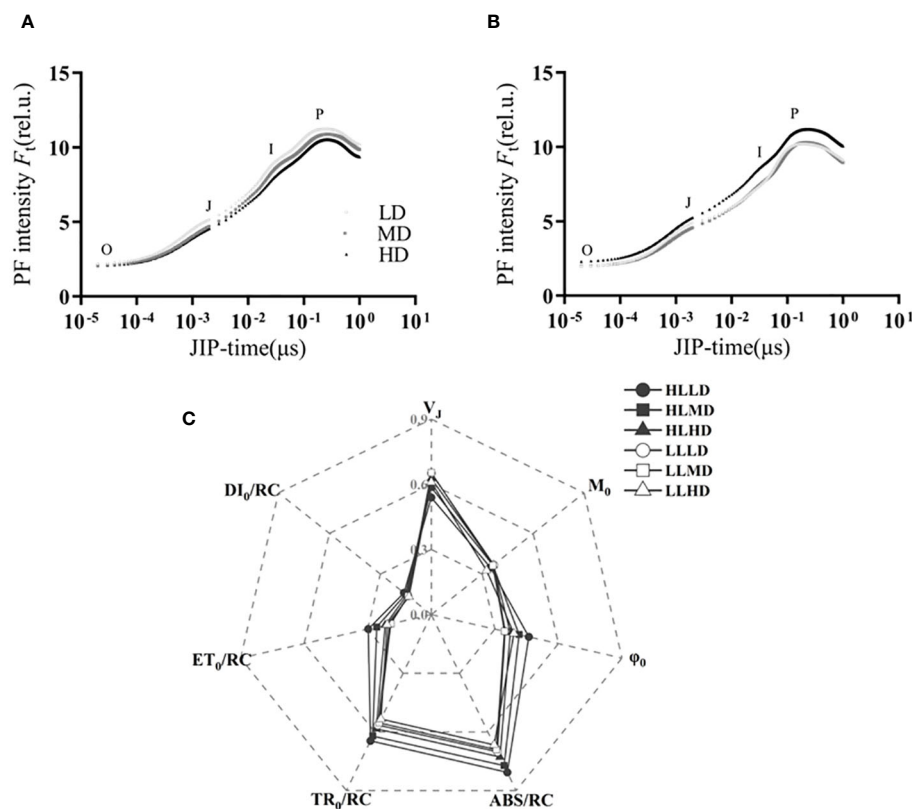 A
B
PF intensity Ft(rel.u.)
15
10
5
0
O
J
I
P
LD
MD
HD
10⁻⁵ 10⁻⁴ 10⁻³ 10⁻² 10⁻¹ 10⁰ 10¹
JIP-time(μs)
PF intensity Ft(rel.u.)
15
10
5
0
O
J
I
P
10⁻⁵ 10⁻⁴ 10⁻³ 10⁻² 10⁻¹ 10⁰ 10¹
JIP-time(μs)
C
HLLD
HLMD
HLHD
LLLD
LLMD
LLHD
VJ
0.9
0.6
0.3
0.0
M₀
φ₀
ABS/RC
TR₀/RC
ET₀/RC
DI₀/RC